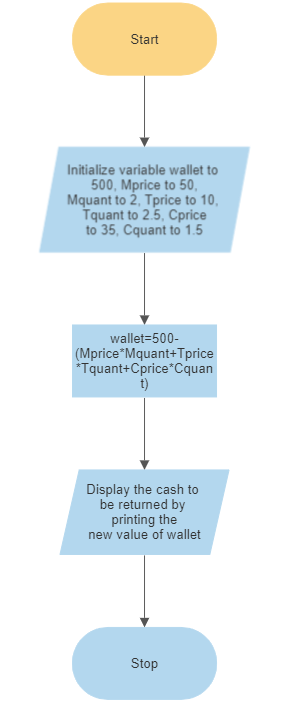 Start
Initialize variable wallet to
500, Mprice to 50,
Mquant to 2, Tprice to 10,
Tquant to 2.5, Cprice
to 35, Cquant to 1.5
wallet=500-
(Mprice*Mquant+Tprice
*Tquant+Cprice*Cquan
t)
Display the cash to
be returned by
printing the
new value of wallet
Stop